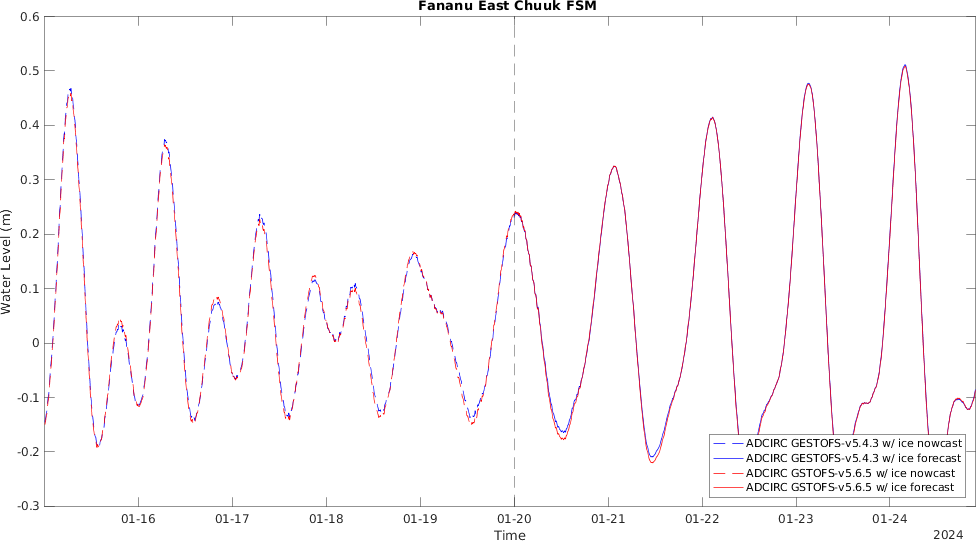 Fananu East Chuuk FSM
0.6
0.5
0.4
0.3
0.2
0.1
0
-0.1
-0.2
-0.3
Water Level (m)
ADCIRC GESTOFS-v5.4.3 w/ ice nowcast
ADCIRC GESTOFS-v5.4.3 w/ ice forecast
ADCIRC GSTOFS-v5.6.5 w/ ice nowcast
ADCIRC GSTOFS-v5.6.5 w/ ice forecast
01-16 01-17 01-18 01-19 01-20 01-21 01-22 01-23 01-24
Time
2024